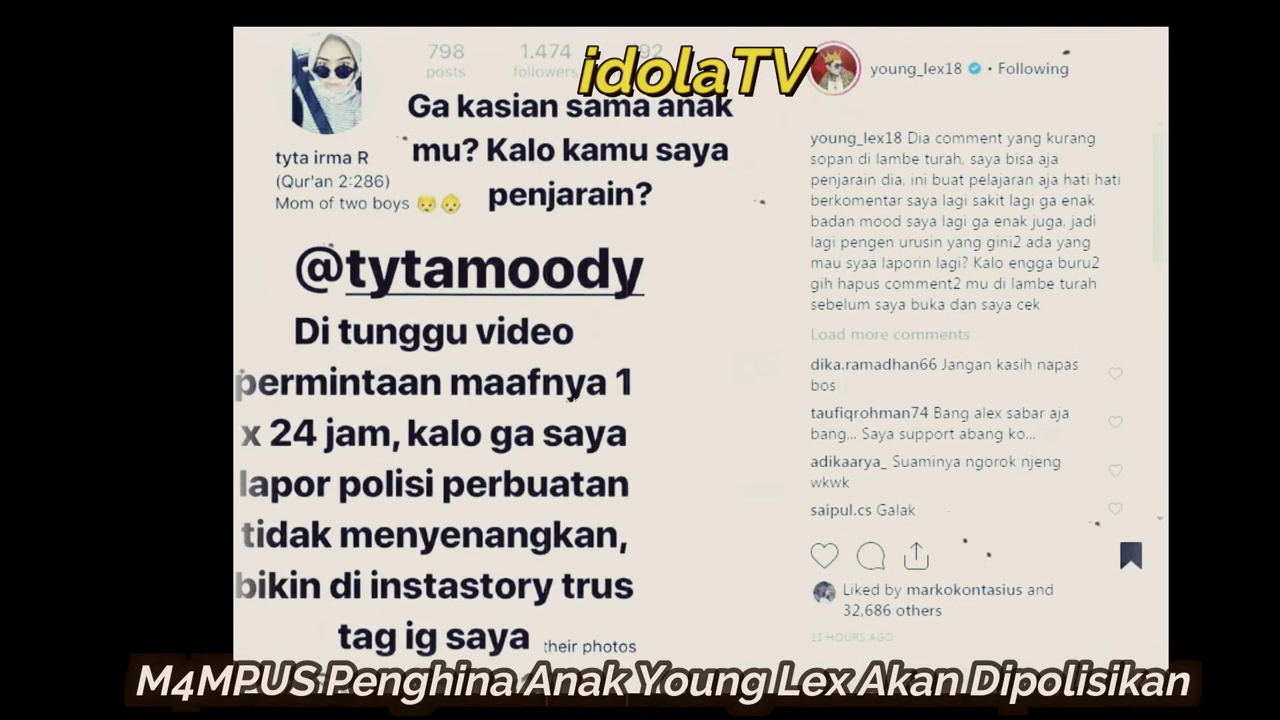 798 1.474 92
posts followers
idolaTV
Ga kasian sama anak
mu? Kalo kamu saya
penjarain?
tyta irma R
(Qur'an 2:286)
Mom of two boys
@tytamoody
Di tunggu video
permintaan maafnya 1
x 24 jam, kalo ga saya
lapor polisi perbuatan
tidak menyenangkan,
bikin di instastory trus
tag ig saya
their photos
young_lex18 • Following
young_lex18 Dia comment yang kurang
sopan di lambe turah, saya bisa aja
penjarain dia, ini buat pelajaran aja hati hati
berkomentar saya lagi sakit lagi ga enak
badan mood saya lagi ga enak juga, jadi
lagi pengen urusin yang gini2 ada yang
mau syaa laporin lagi? Kalo engga buru2
gih hapus comment2 mu di lambe turah
sebelum saya buka dan saya cek
Load more comments
dika.ramadhan66 Jangan kasih napas
bos
taufiqrohman74 Bang alex sabar aja
bang... Saya support abang ko...
adikaarya_ Suaminya ngorok njeng
wkwk
saipul.cs Galak
Liked by markokontasius and
32,686 others
13 HOURS AGO
M4MPUS Penghina Anak Young Lex Akan Dipolisikan